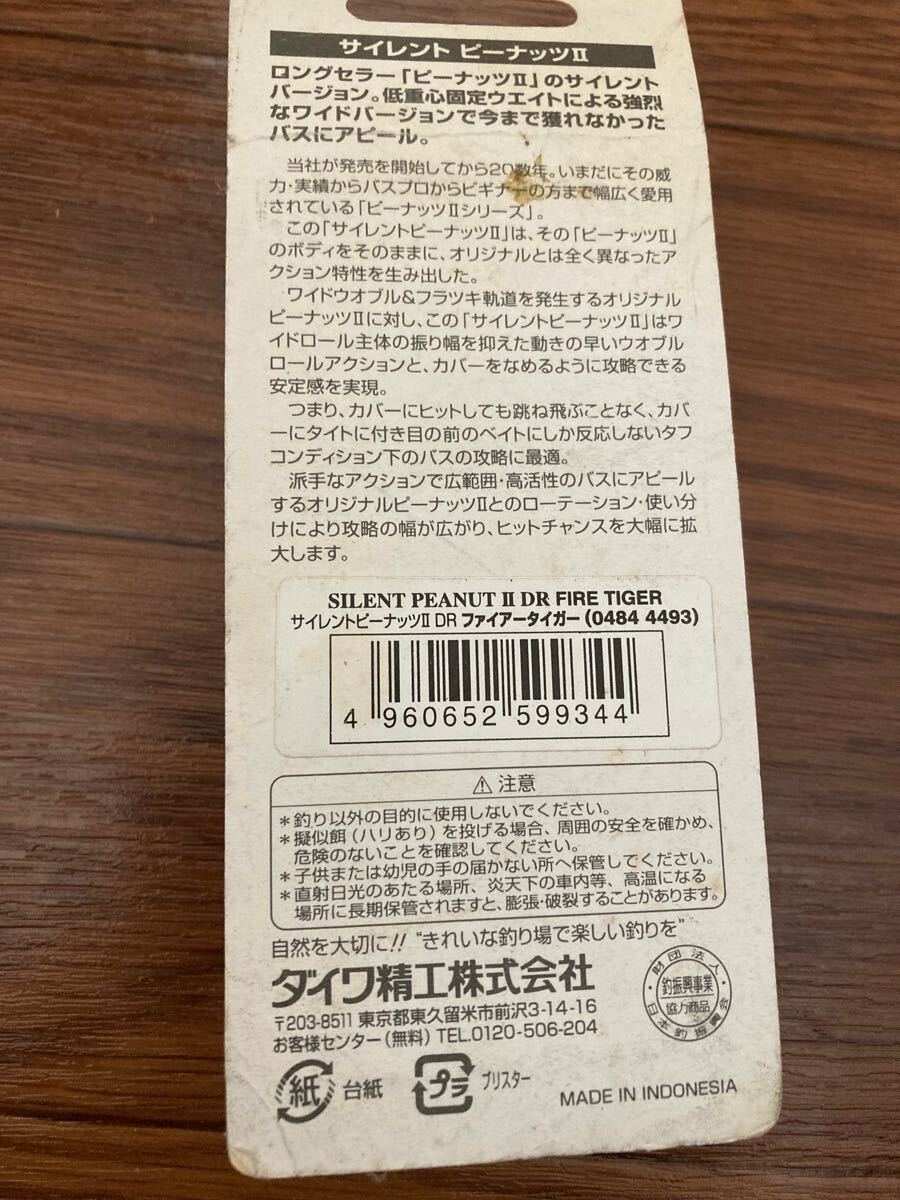 サイレント ピーナッツⅡ
ロングセラー「ピーナッツⅡ」のサイレント
バージョン。低重心固定ウエイトによる強烈
なワイドバージョンで今まで獲れなかった
バスにアピール。
当社が発売を開始してから20数年。いまだにその威
力・実績からバスプロからビギナーの方まで幅広く愛用
されている「ピーナッツⅡシリーズ」。
この「サイレントピーナッツⅡ」は、その「ピーナッツⅡ」
のボディをそのままに、オリジナルとは全く異なったア
クション特性を生み出した。
ワイドウオブル&フラツキ軌道を発生するオリジナル
ピーナッツⅡに対し、この「サイレントピーナッツⅡ」はワ
イドロール主体の振り幅を抑えた動きの早いウオブル
ロールアクションと、カバーをなめるように攻略できる
安定感を実現。
つまり、カバーにヒットしても跳ね飛ぶことなく、カバ
ーにタイトに付き目の前のベイトにしか反応しないタフ
コンディション下のバスの攻略に最適。
派手なアクションで広範囲・高活性のバスにアピール
するオリジナルピーナッツⅡとのローテーション・使い分
けにより攻略の幅が広がり、ヒットチャンスを大幅に拡
大します。
SILENT PEANUT Ⅱ DR FIRE TIGER
サイレントピーナッツⅡ DR ファイアータイガー (0484 4493)
4 960652 599344
⚠ 注意
＊釣り以外の目的に使用しないでください。
＊擬似餌(ハリあり)を投げる場合、周囲の安全を確かめ、
危険のないことを確認してください。
＊子供または幼児の手の届かない所へ保管してください。
＊直射日光のあたる場所、炎天下の車内等、高温になる
場所に長期保管されますと、膨張・破裂することがあります。
自然を大切に!! “きれいな釣り場で楽しい釣りを”
ダイワ精工株式会社
〒203-8511 東京都東久留米市前沢3-14-16
お客様センター(無料) TEL.0120-506-204
財団法人
釣振興事業
協力商品
日本釣振興会
紙 台紙
プラ ブリスター
MADE IN INDONESIA